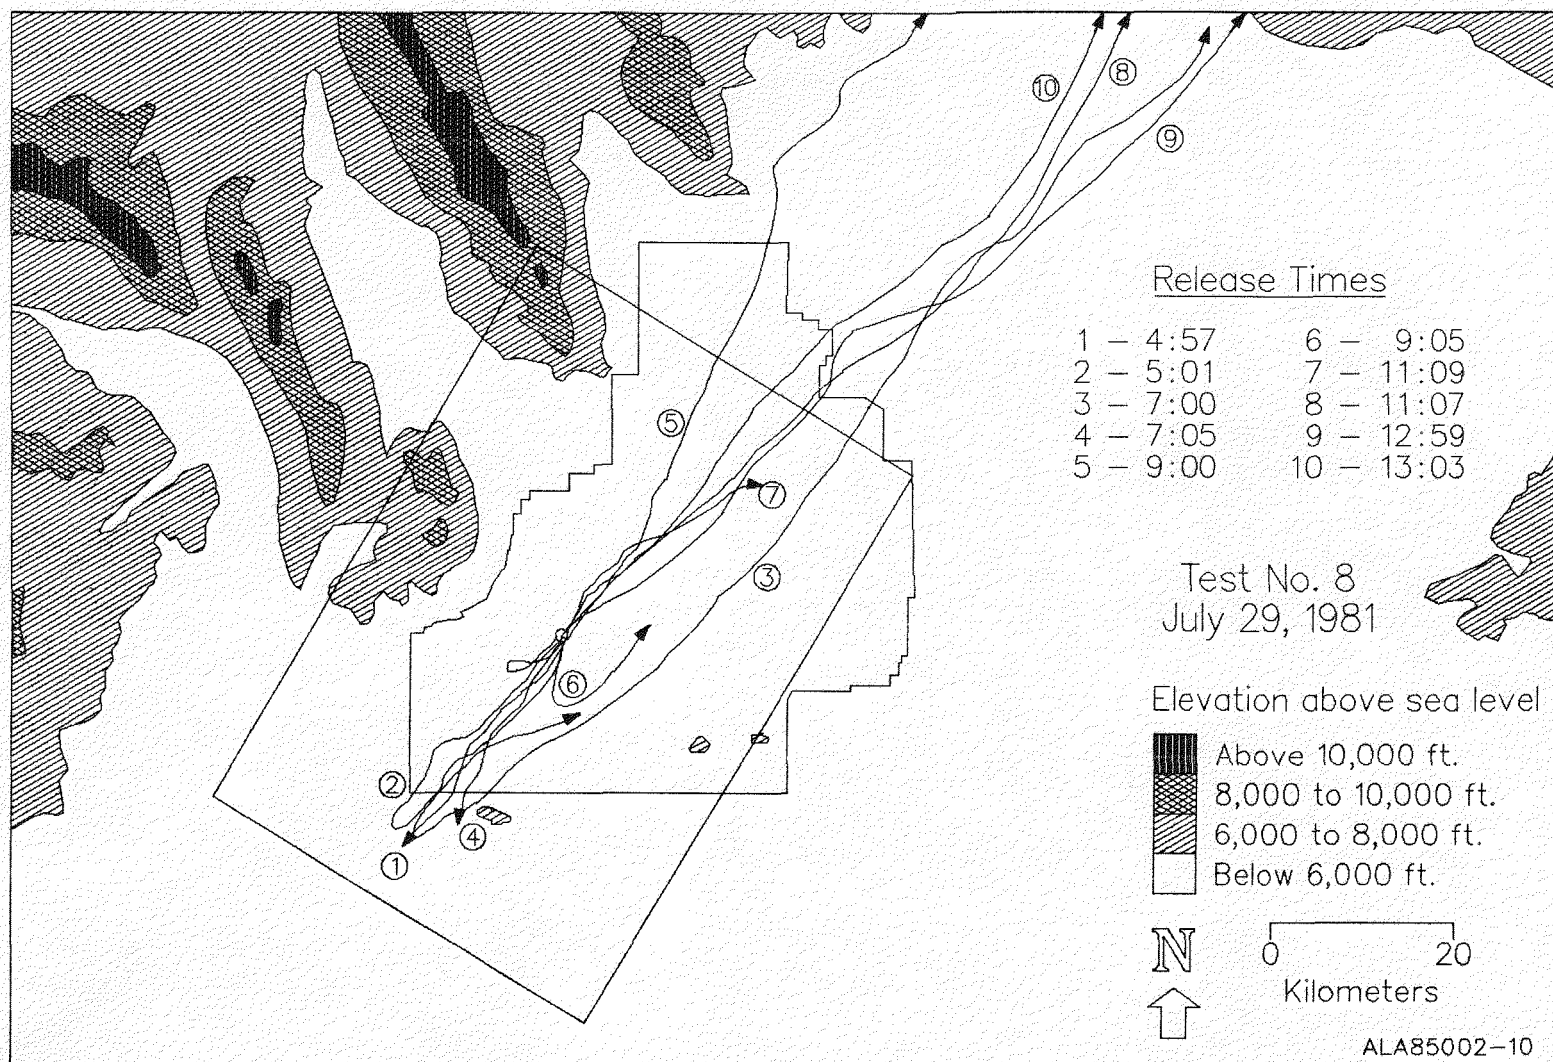 10
8
9
Release Times
1 – 4:57 6 – 9:05
2 – 5:01 7 – 11:09
3 – 7:00 8 – 11:07
4 – 7:05 9 – 12:59
5 – 9:00 10 – 13:03
5
7
3
Test No. 8
July 29, 1981
6
Elevation above sea level
Above 10,000 ft.
8,000 to 10,000 ft.
6,000 to 8,000 ft.
Below 6,000 ft.
2
4
1
N
0 20
Kilometers
ALA85002–10